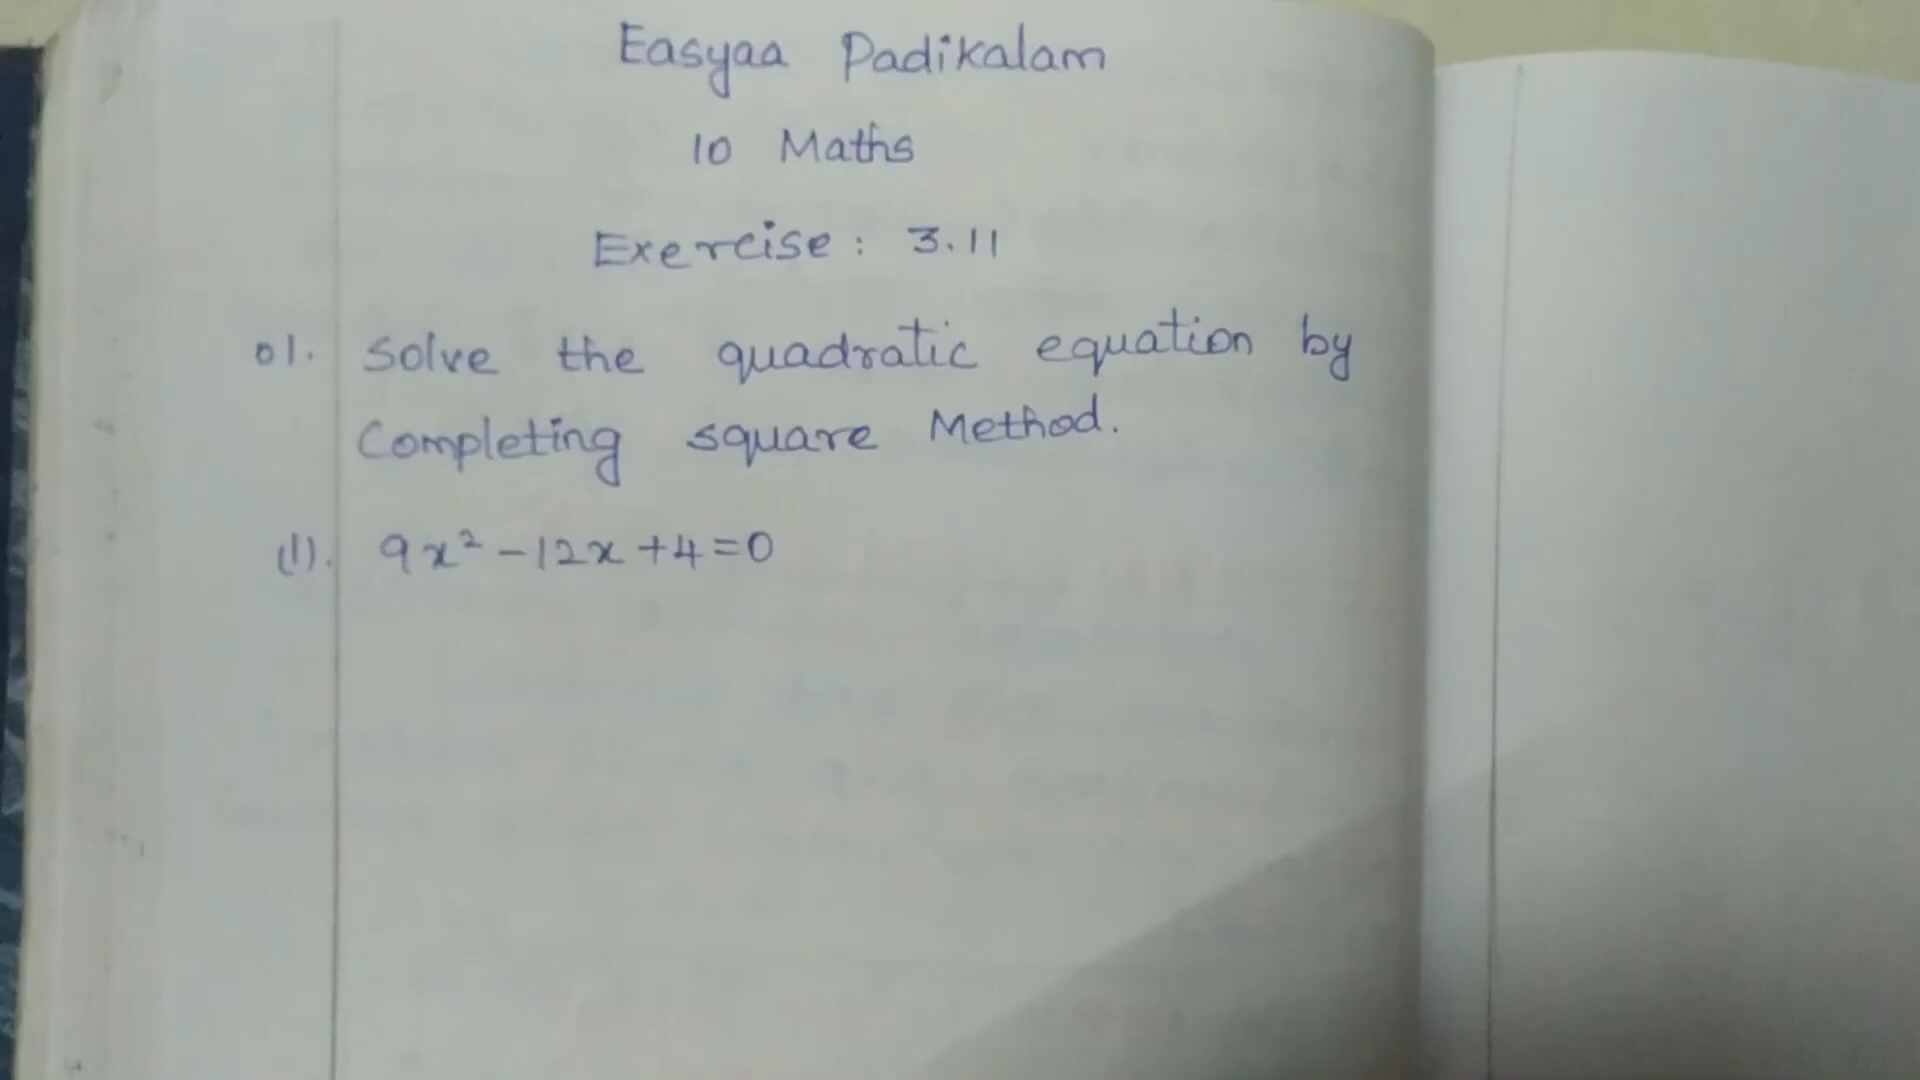 Easyaa Padikalam
10 Maths
Exercise: 3.11
01. Solve the quadratic equation by
Completing square Method.
(1). 9x² - 12x + 4 = 0